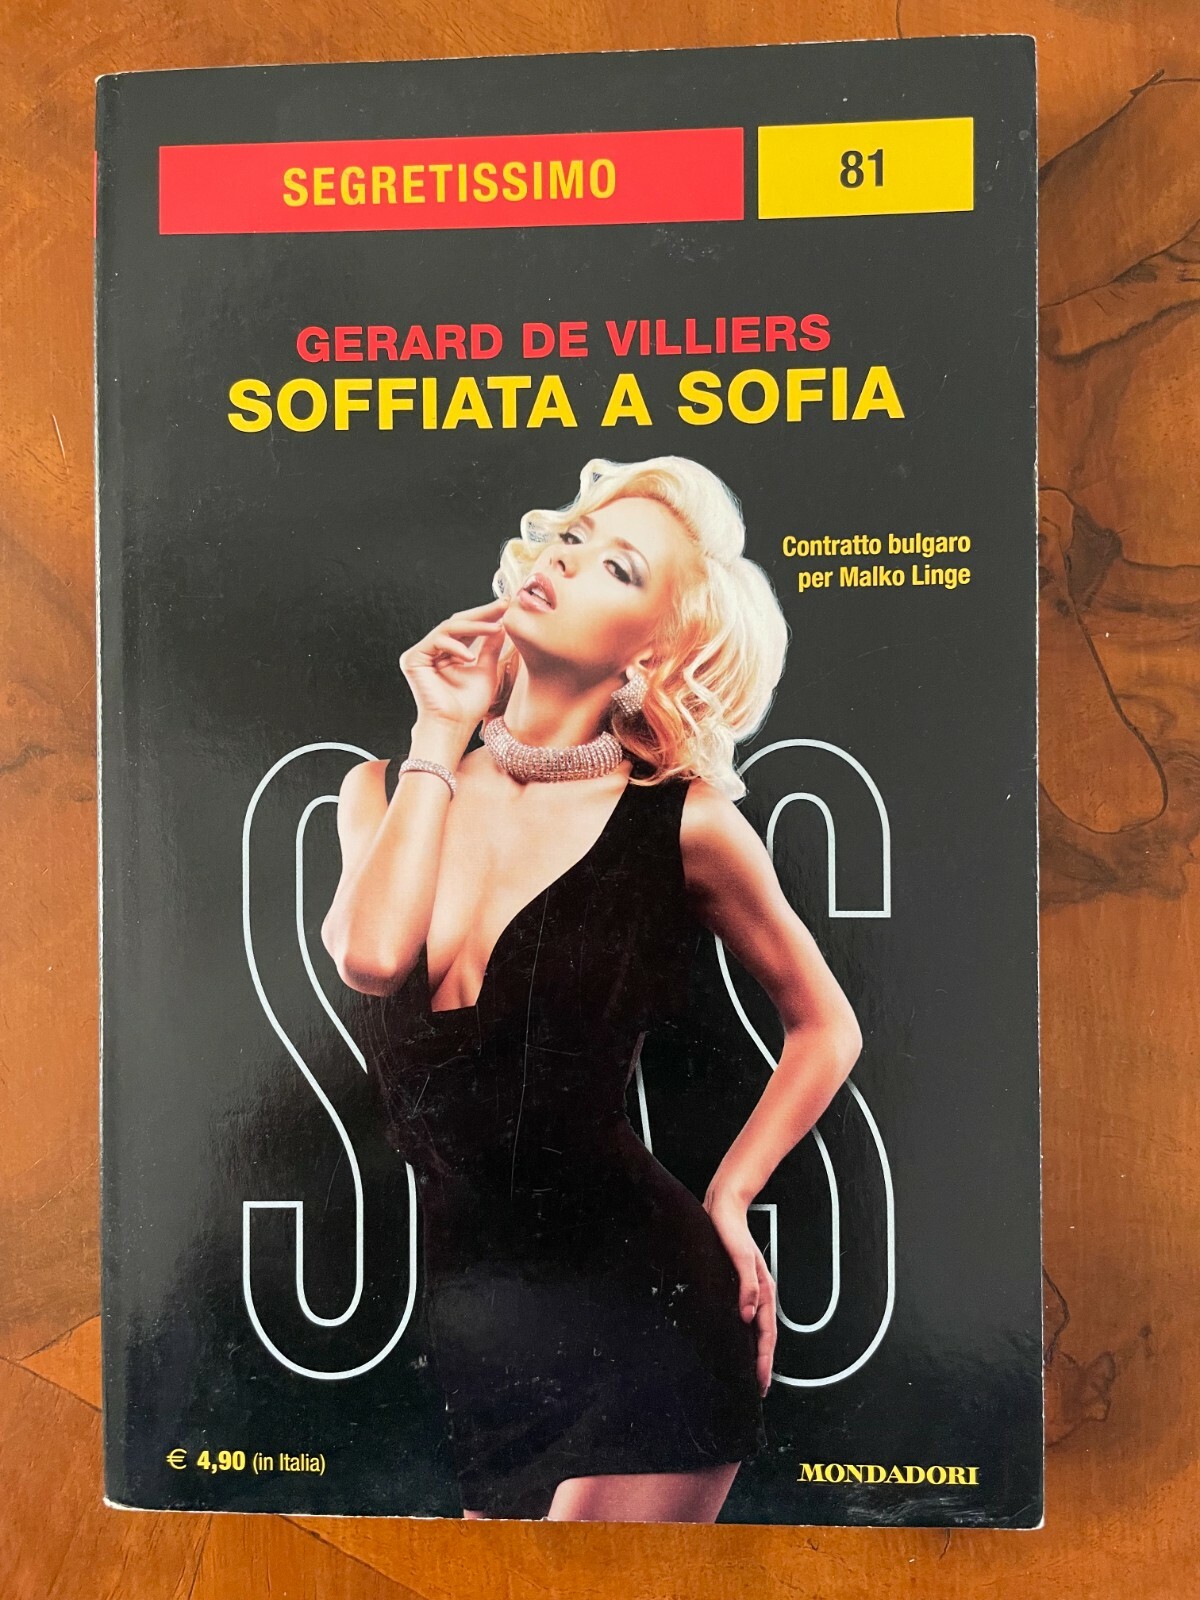 SEGRETISSIMO
81
GERARD DE VILLIERS
SOFFIATA A SOFIA
Contratto bulgaro
per Malko Linge
SAS
€ 4,90 (in Italia)
MONDADORI